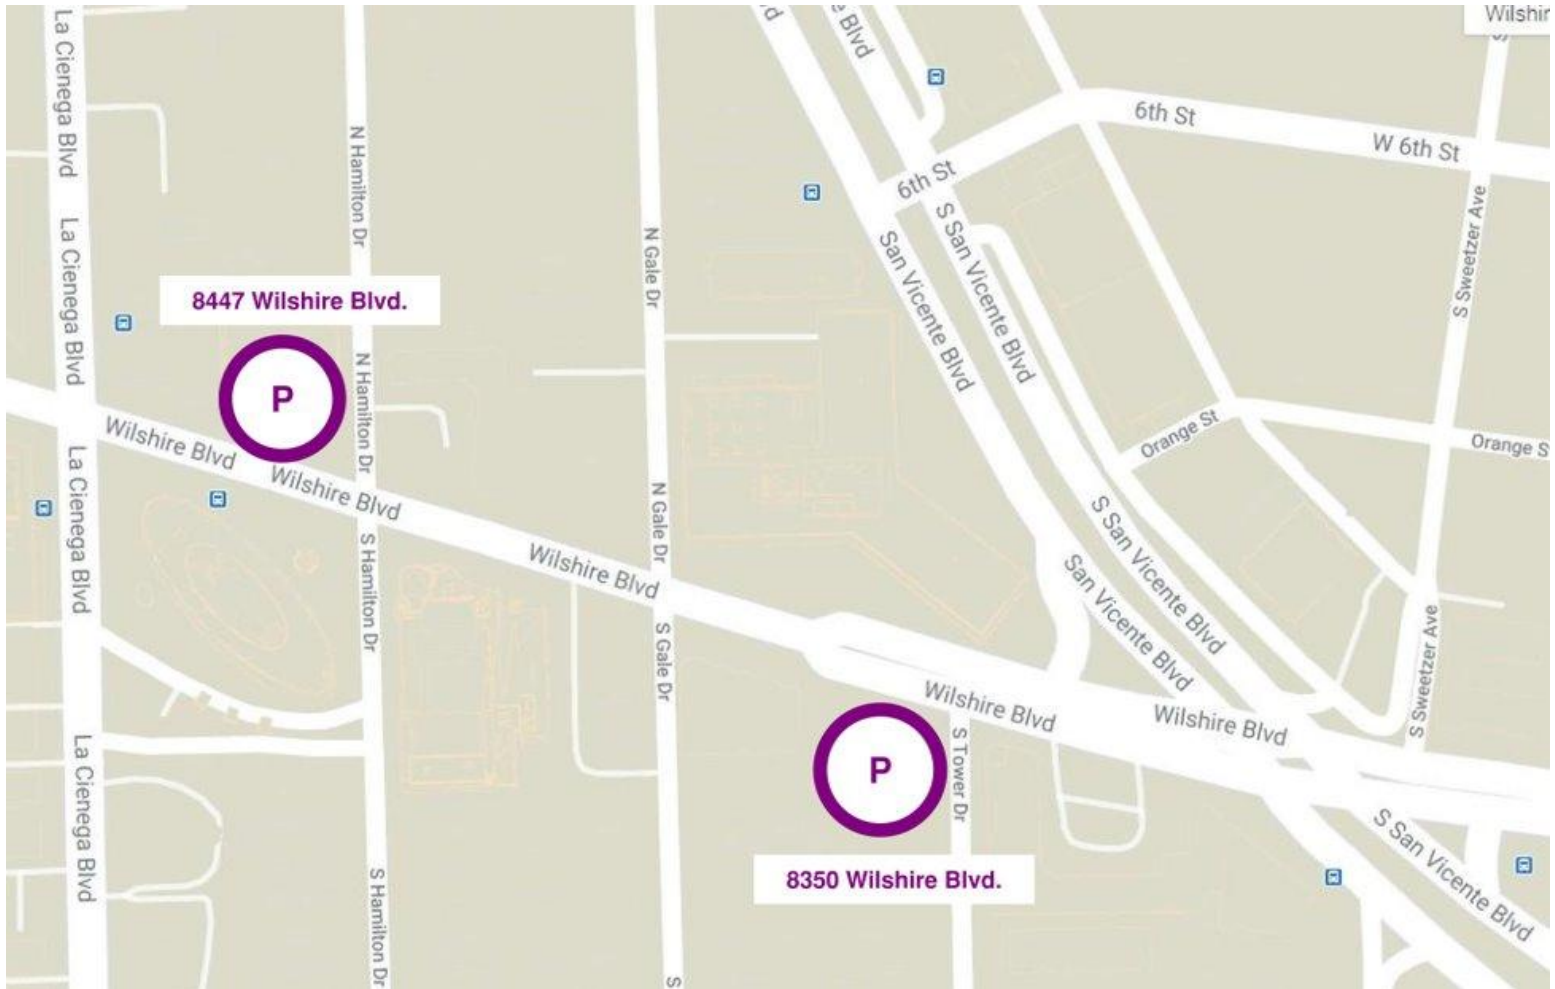 La Cienega Blvd
La Cienega Blvd
La Cienega Blvd
La Cienega Blvd
N Hamilton Dr
N Hamilton Dr
S Hamilton Dr
S Hamilton Dr
8447 Wilshire Blvd.
P
Wilshire Blvd
Wilshire Blvd
Wilshire Blvd
N Gale Dr
N Gale Dr
S Gale Dr
S
6th St
6th St
W 6th St
San Vicente Blvd
S San Vicente Blvd
San Vicente Blvd
S San Vicente Blvd
S Sweetzer Ave
S Sweetzer Ave
Orange St
Orange S
Wilshire Blvd
Wilshire Blvd
P
S Tower Dr
8350 Wilshire Blvd.
S San Vicente Blvd